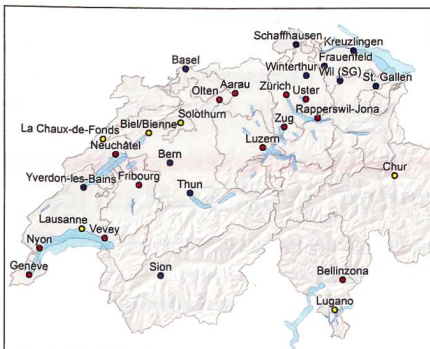 Schaffhausen
Kreuzlingen
Basel
Frauenfeld
Winterthur
Wil (SG)
St. Gallen
Aarau
Olten
Zürich
Uster
Rapperswil-Jona
Solothurn
Biel/Bienne
La Chaux-de-Fonds
Zug
Neuchâtel
Luzern
Bern
Chur
Yverdon-les-Bains
Fribourg
Thun
Lausanne
Vevey
Nyon
Genève
Sion
Bellinzona
Lugano